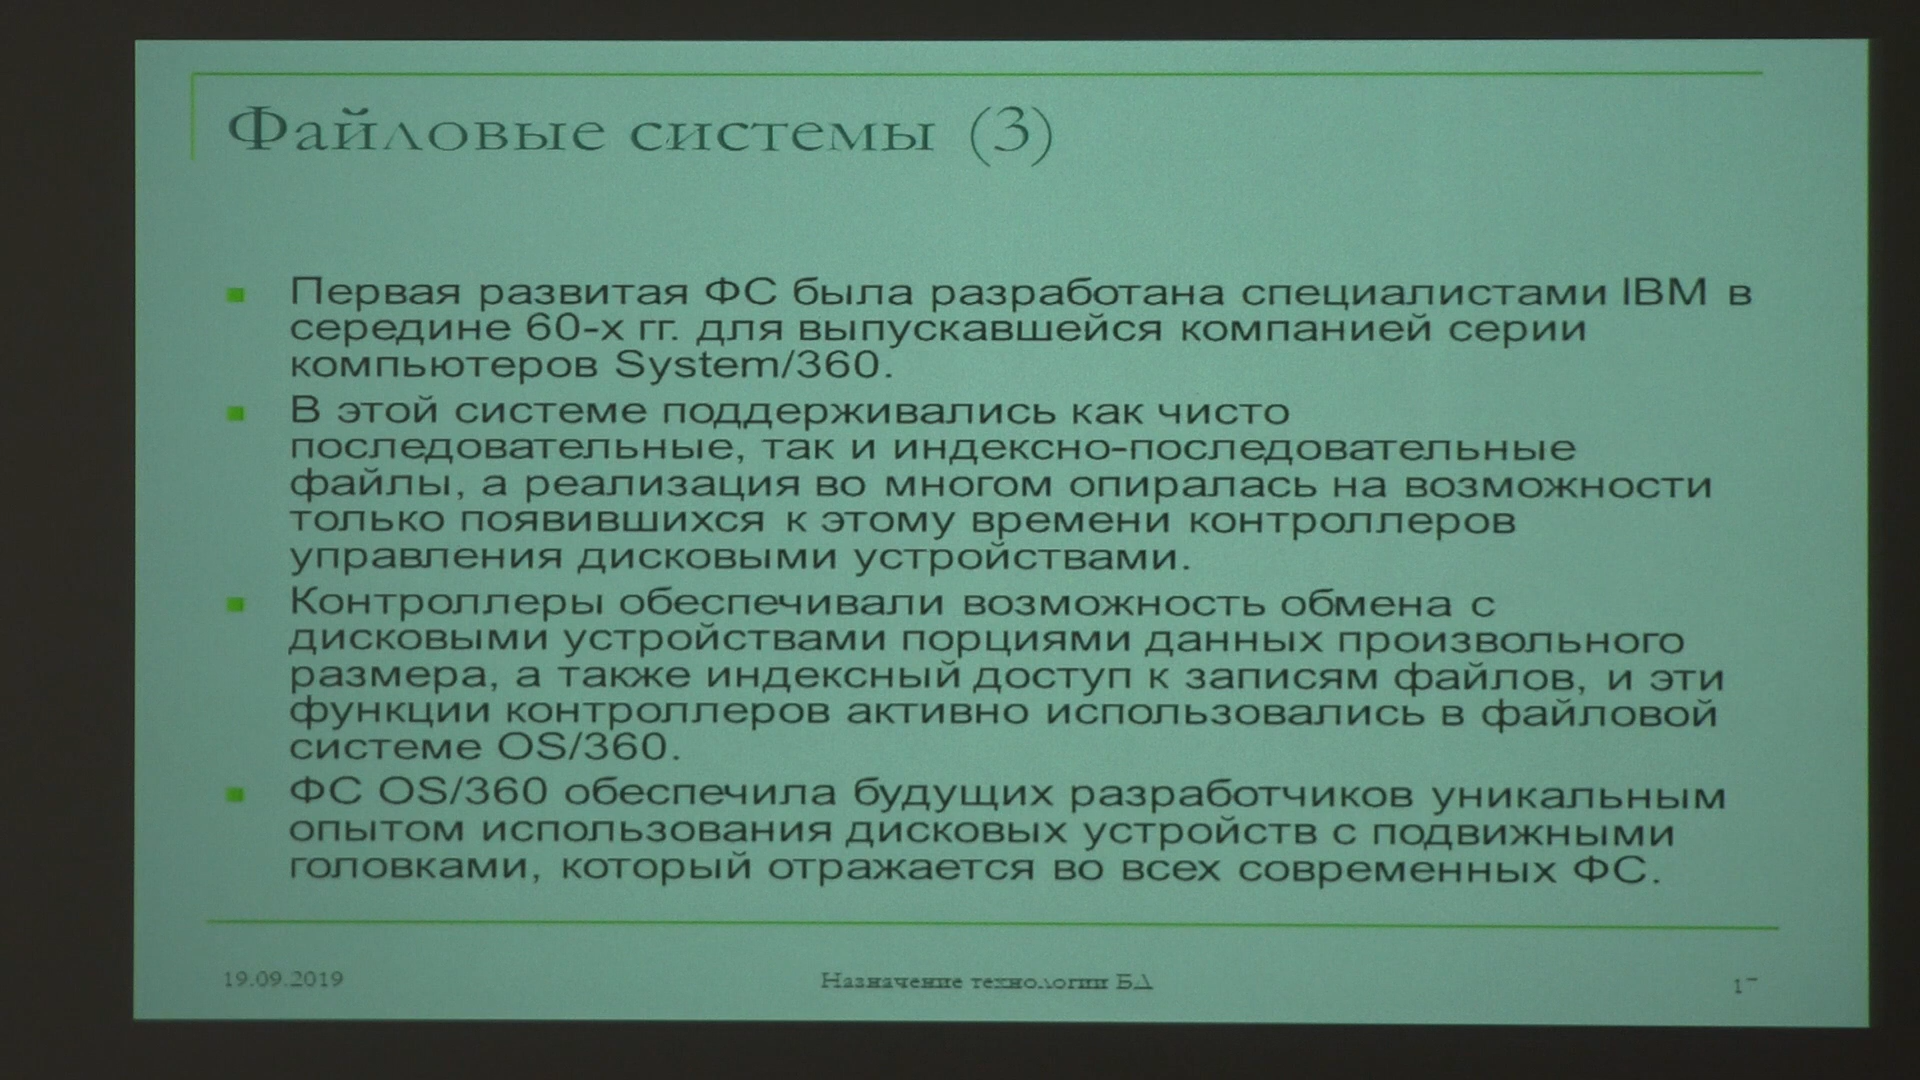 Файловые системы (3)
Первая развитая ФС была разработана специалистами IBM в
середине 60-х гг. для выпускавшейся компанией серии
компьютеров System/360.
В этой системе поддерживались как чисто
последовательные, так и индексно-последовательные
файлы, а реализация во многом опиралась на возможности
только появившихся к этому времени контроллеров
управления дисковыми устройствами.
Контроллеры обеспечивали возможность обмена с
дисковыми устройствами порциями данных произвольного
размера, а также индексный доступ к записям файлов, и эти
функции контроллеров активно использовались в файловой
системе OS/360.
ФС OS/360 обеспечила будущих разработчиков уникальным
опытом использования дисковых устройств с подвижными
головками, который отражается во всех современных ФС.
19.09.2019
Назначение технологии БД